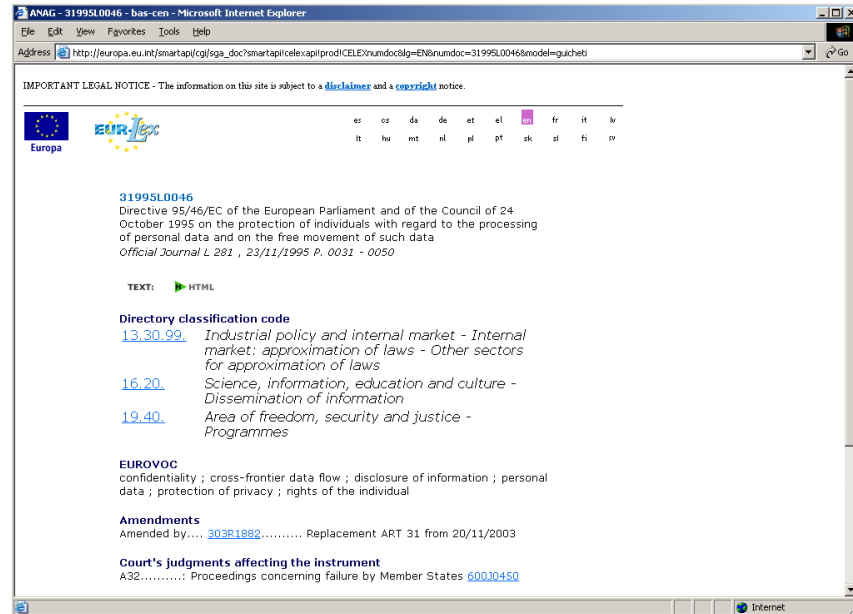 ANAG - 31995L0046 - bas-cen - Microsoft Internet Explorer
File Edit View Favorites Tools Help
Address http://europa.eu.int/smartapi/cgi/sga_doc?smartapi!celexapi!prod!CELEXnumdoc&lg=EN&numdoc=31995L0046&model=guicheti Go
IMPORTANT LEGAL NOTICE - The information on this site is subject to a disclaimer and a copyright notice.
Europa
EUR-Lex
es cs da de et el en fr it lv
lt hu mt nl pl pt sk sl fi sv
31995L0046
Directive 95/46/EC of the European Parliament and of the Council of 24
October 1995 on the protection of individuals with regard to the processing
of personal data and on the free movement of such data
Official Journal L 281 , 23/11/1995 P. 0031 - 0050
TEXT: H HTML
Directory classification code
13.30.99. Industrial policy and internal market - Internal
market: approximation of laws - Other sectors
for approximation of laws
16.20. Science, information, education and culture -
Dissemination of information
19.40. Area of freedom, security and justice -
Programmes
EUROVOC
confidentiality ; cross-frontier data flow ; disclosure of information ; personal
data ; protection of privacy ; rights of the individual
Amendments
Amended by.... 303R1882.......... Replacement ART 31 from 20/11/2003
Court's judgments affecting the instrument
A32..........: Proceedings concerning failure by Member States 600J0450
Internet